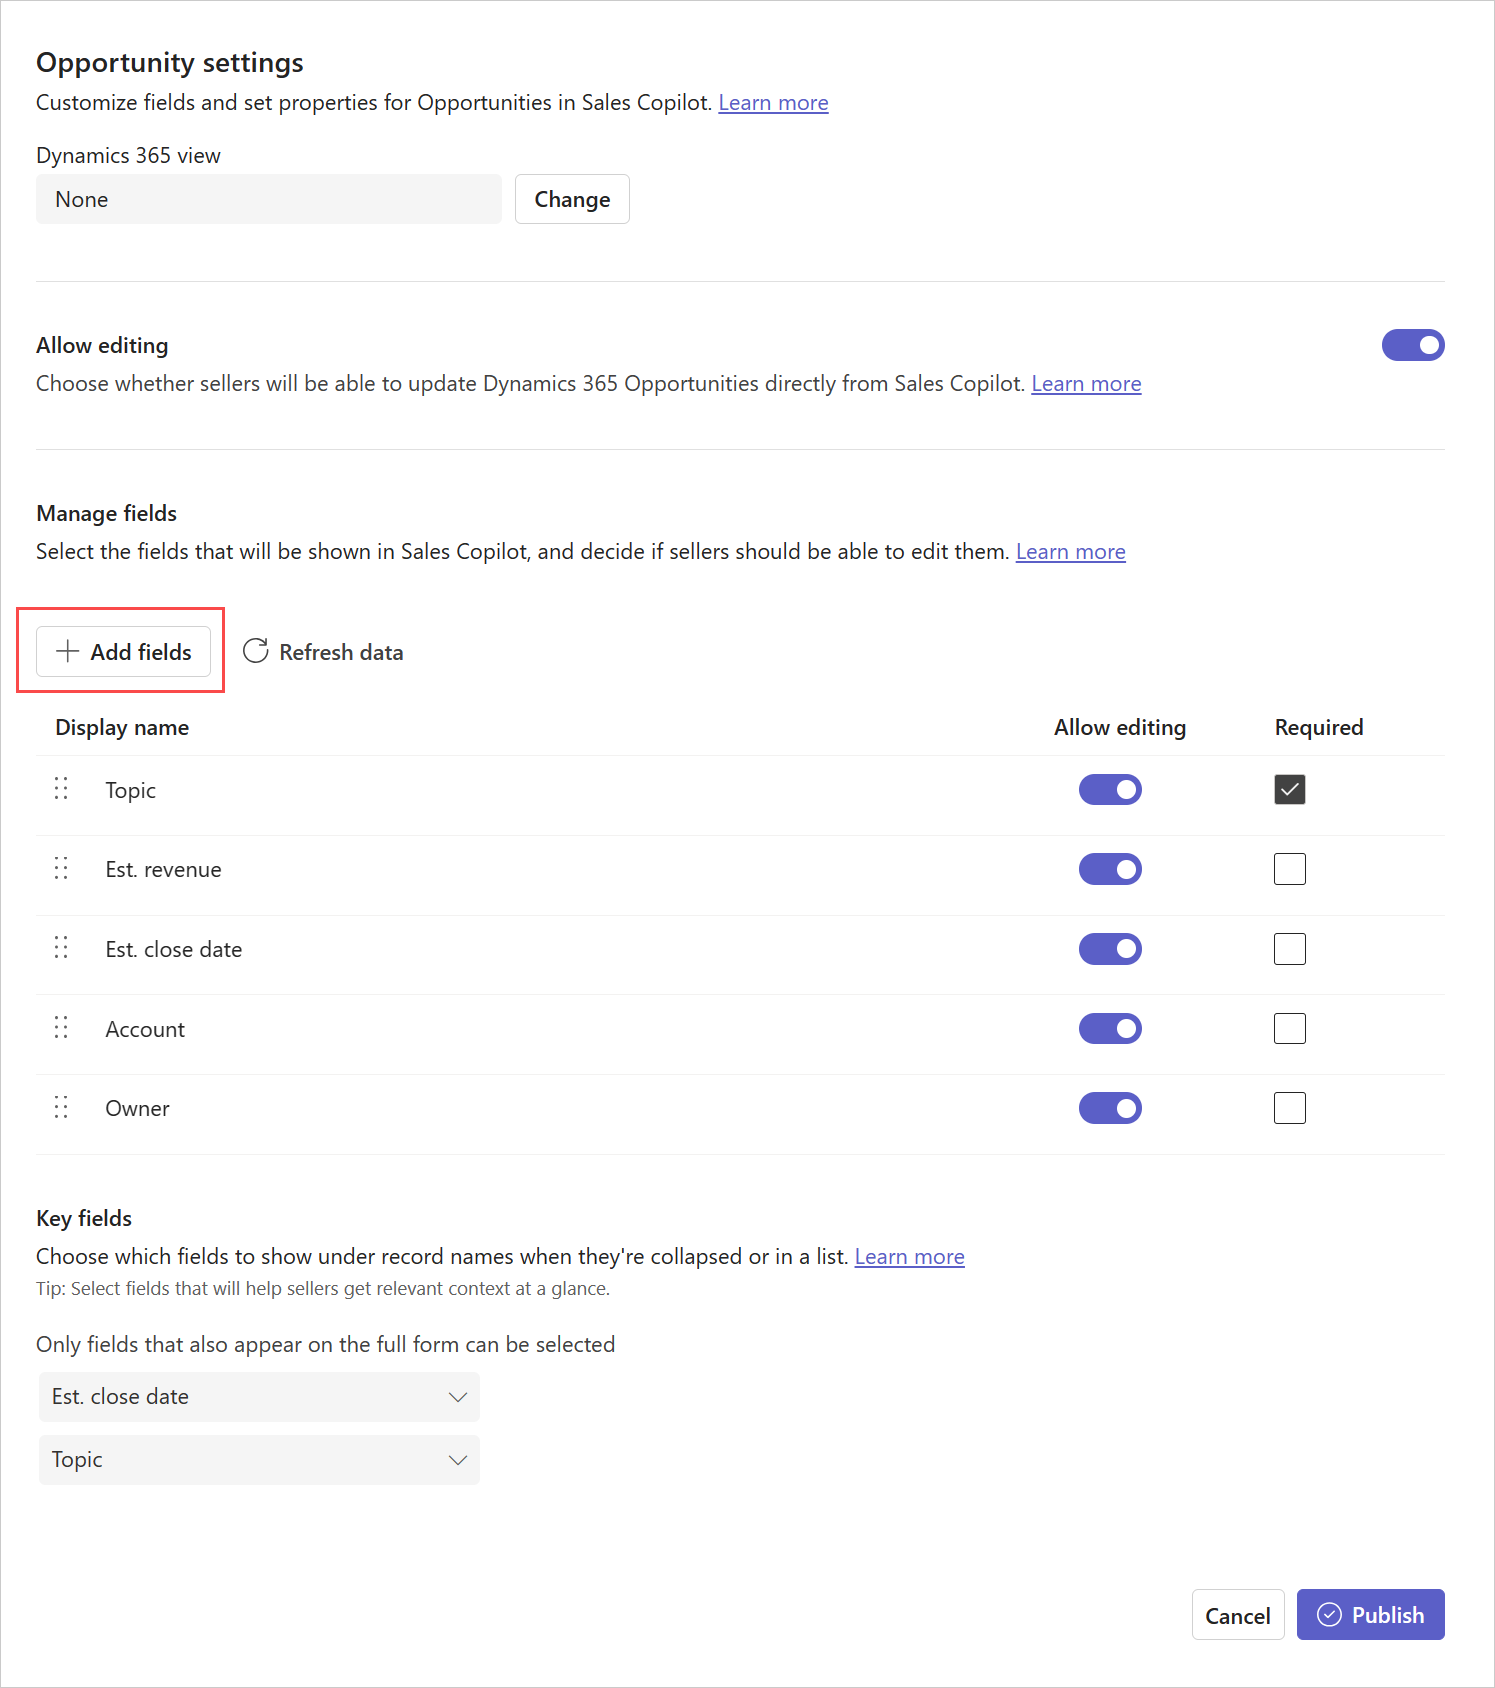 Opportunity settings
Customize fields and set properties for Opportunities in Sales Copilot. Learn more
Dynamics 365 view
None
Change
Allow editing
Choose whether sellers will be able to update Dynamics 365 Opportunities directly from Sales Copilot. Learn more
Manage fields
Select the fields that will be shown in Sales Copilot, and decide if sellers should be able to edit them. Learn more
Add fields
Refresh data
Display name
Allow editing
Required
Topic
Est. revenue
Est. close date
Account
Owner
Key fields
Choose which fields to show under record names when they're collapsed or in a list. Learn more
Tip: Select fields that will help sellers get relevant context at a glance.
Only fields that also appear on the full form can be selected
Est. close date
Topic
Cancel
Publish